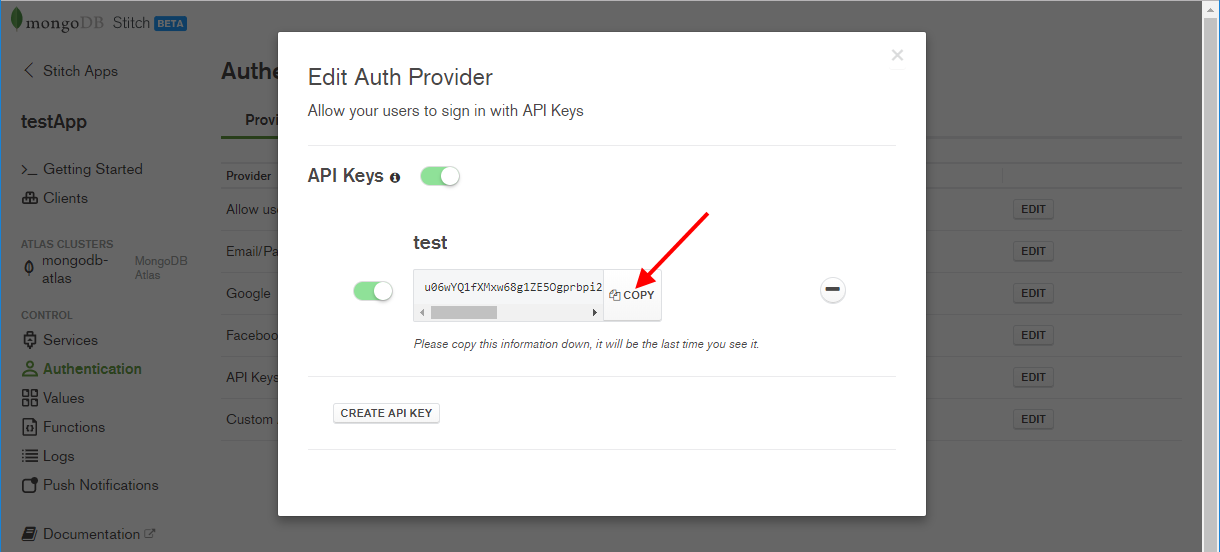 mongoDB Stitch BETA
Stitch Apps
testApp
>_ Getting Started
Clients
ATLAS CLUSTERS
mongodb-
atlas
MongoDB
Atlas
CONTROL
Services
Authentication
Values
Functions
Logs
Push Notifications
Documentation
Authe
Provi
Provider
Allow use
EDIT
Email/Pa
EDIT
Google
EDIT
Faceboo
EDIT
API Keys
EDIT
Custom
EDIT
Edit Auth Provider
Allow your users to sign in with API Keys
API Keys
test
u06wYQ1fXMxw68g1ZE5Ogprbpi2
COPY
Please copy this information down, it will be the last time you see it.
CREATE API KEY